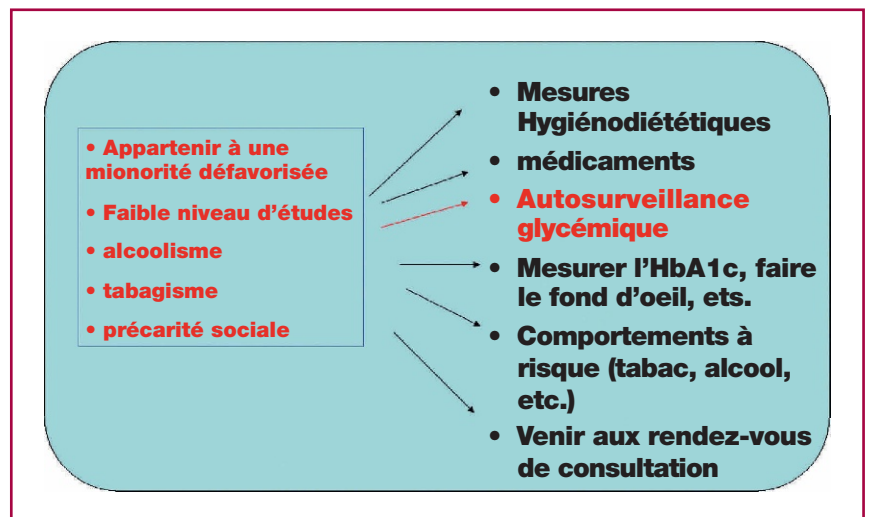 • Appartenir à une
mionorité défavorisée
• Faible niveau d'études
• alcoolisme
• tabagisme
• précarité sociale
• Mesures
Hygiénodiététiques
• médicaments
• Autosurveillance
glycémique
• Mesurer l'HbA1c, faire
le fond d'oeil, ets.
• Comportements à
risque (tabac, alcool,
etc.)
• Venir aux rendez-vous
de consultation